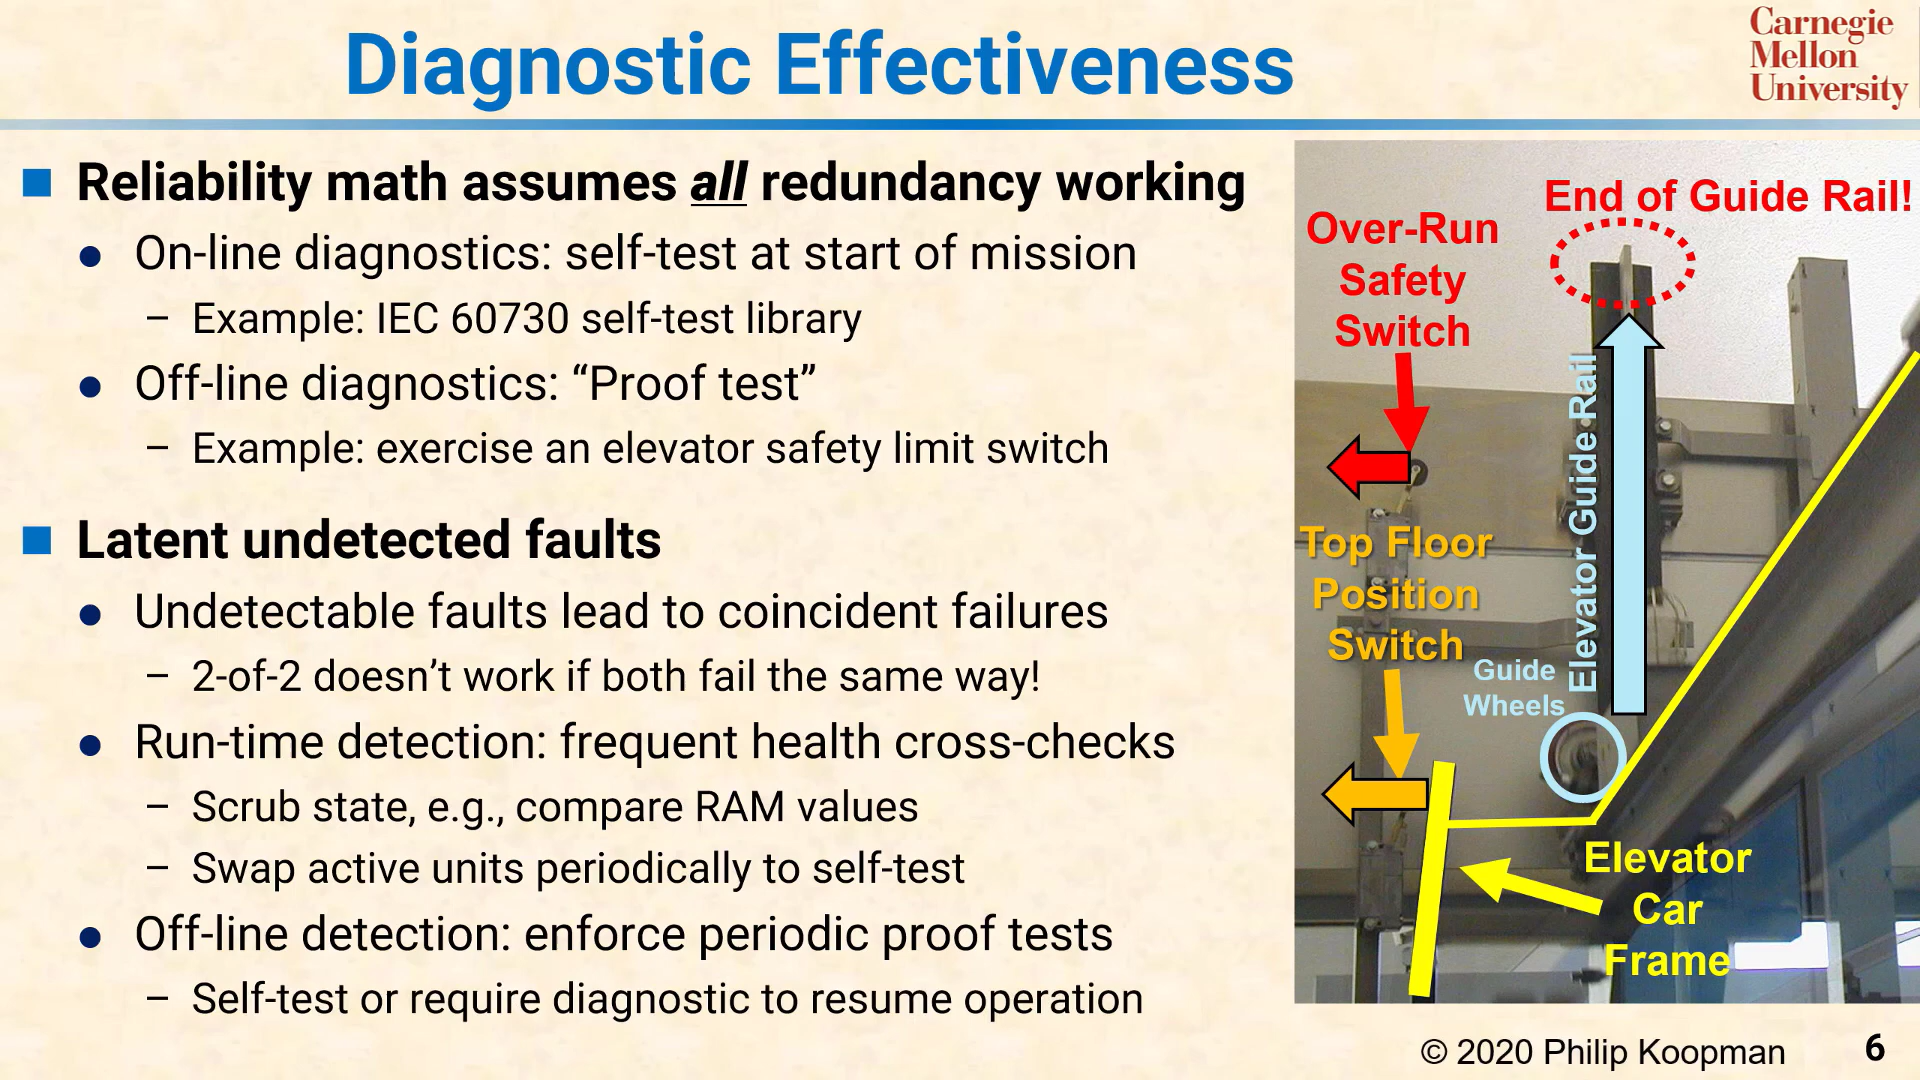 Diagnostic Effectiveness
Carnegie
Mellon
University
Reliability math assumes all redundancy working
On-line diagnostics: self-test at start of mission
– Example: IEC 60730 self-test library
Off-line diagnostics: “Proof test”
– Example: exercise an elevator safety limit switch
Latent undetected faults
Undetectable faults lead to coincident failures
– 2-of-2 doesn’t work if both fail the same way!
Run-time detection: frequent health cross-checks
– Scrub state, e.g., compare RAM values
– Swap active units periodically to self-test
Off-line detection: enforce periodic proof tests
– Self-test or require diagnostic to resume operation
End of Guide Rail!
Over-Run
Safety
Switch
Elevator Guide Rail
Top Floor
Position
Switch
Guide
Wheels
Elevator
Car
Frame
© 2020 Philip Koopman
6